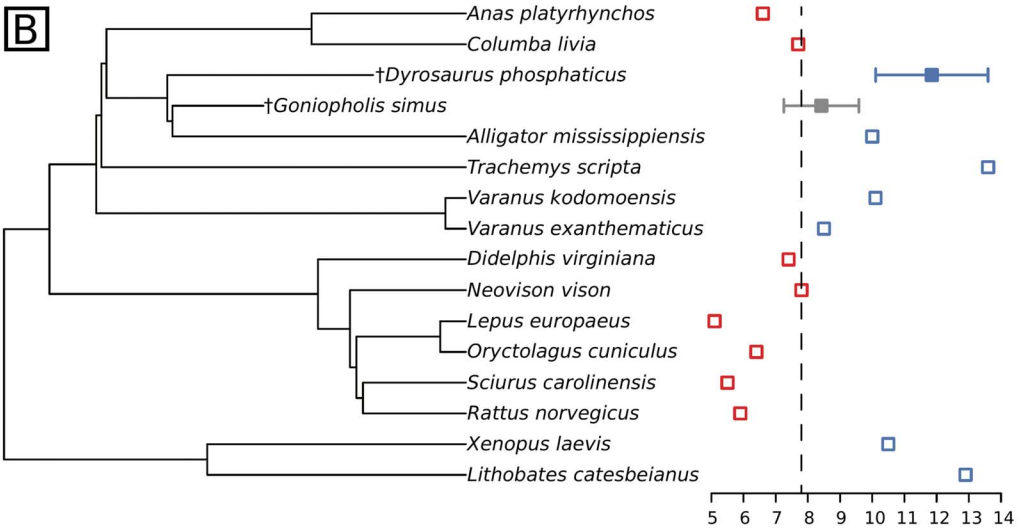 B
Anas platyrhynchos
Columba livia
†Dyrosaurus phosphaticus
†Goniopholis simus
Alligator mississippiensis
Trachemys scripta
Varanus kodomoensis
Varanus exanthematicus
Didelphis virginiana
Neovison vison
Lepus europaeus
Oryctolagus cuniculus
Sciurus carolinensis
Rattus norvegicus
Xenopus laevis
Lithobates catesbeianus
5 6 7 8 9 10 11 12 13 14